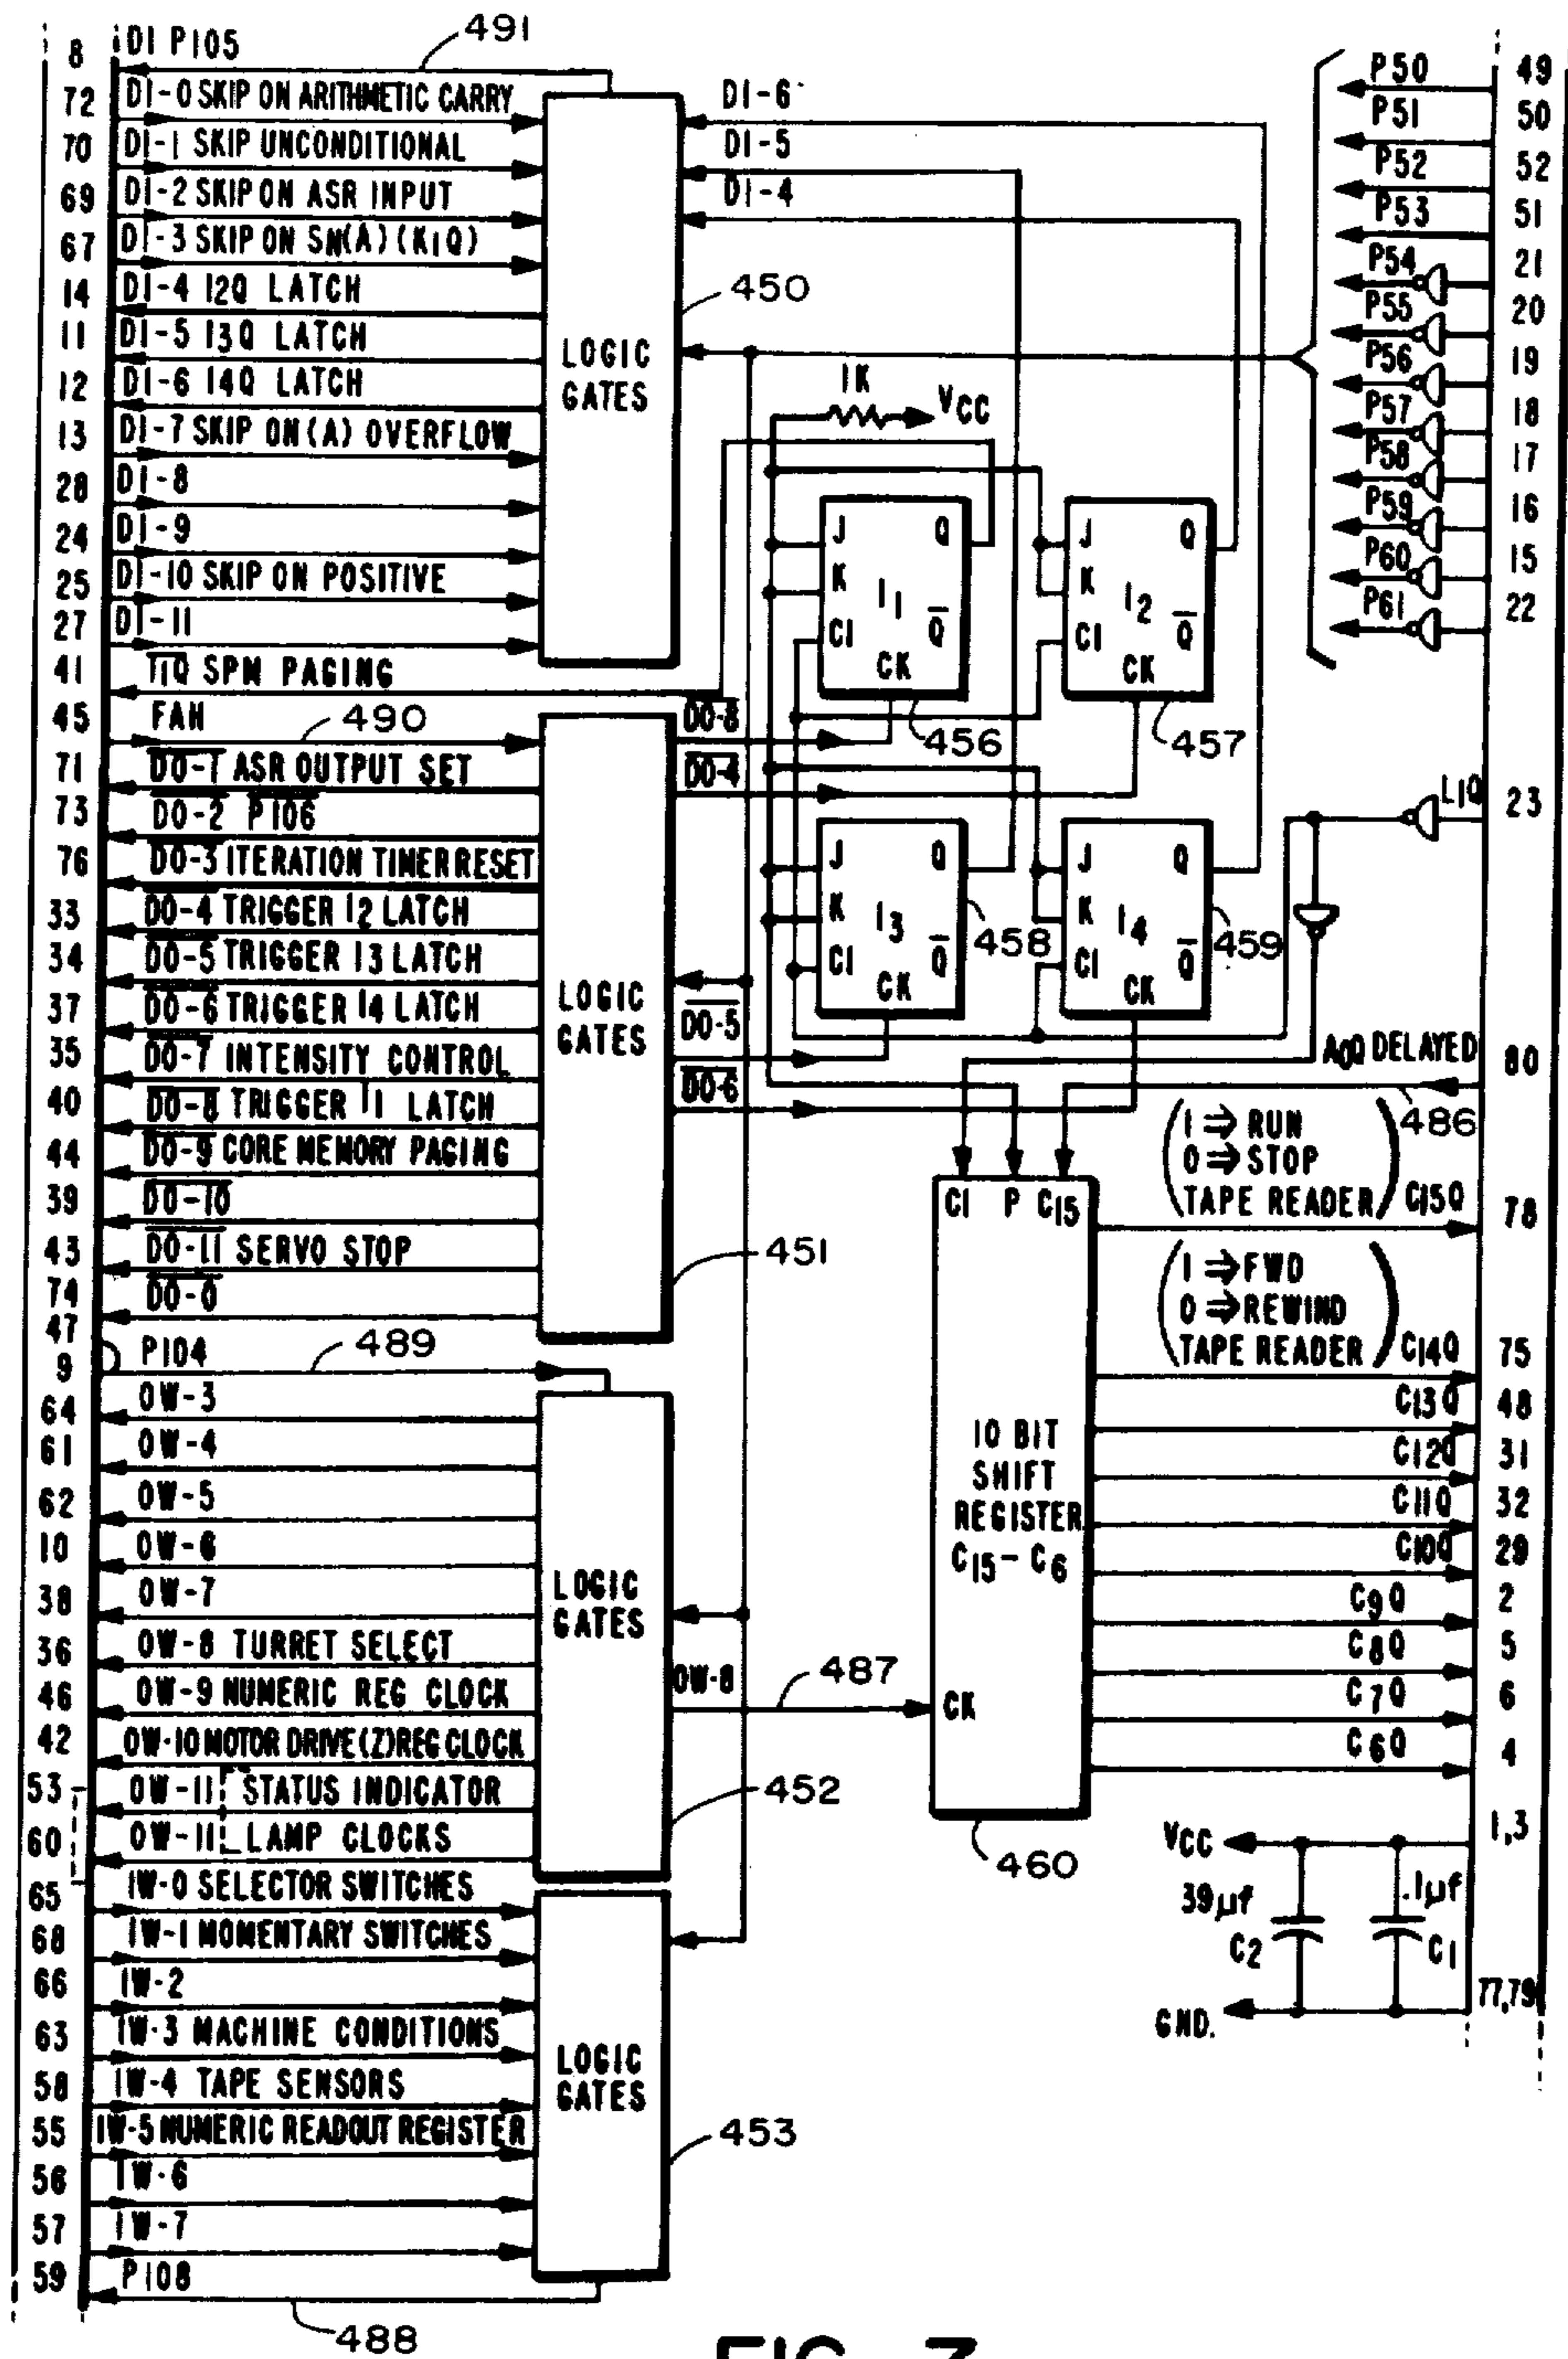 8 DI P105 491
72 DI-0 SKIP ON ARITHMETIC CARRY
70 DI-1 SKIP UNCONDITIONAL
69 DI-2 SKIP ON ASR INPUT
67 DI-3 SKIP ON SN(A)(K1Q)
14 DI-4 I2Q LATCH
11 DI-5 I3Q LATCH
12 DI-6 I4Q LATCH
13 DI-7 SKIP ON (A) OVERFLOW
28 DI-8
24 DI-9
25 DI-10 SKIP ON POSITIVE
27 DI-11
LOGIC
GATES
450
DI-6
DI-5
DI-4
41 I1Q SPM PAGING
45 FAH 490
71 DO-1 ASR OUTPUT SET
73 DO-2 P106
76 DO-3 ITERATION TIMER RESET
33 DO-4 TRIGGER I2 LATCH
34 DO-5 TRIGGER I3 LATCH
37 DO-6 TRIGGER I4 LATCH
35 DO-7 INTENSITY CONTROL
40 DO-8 TRIGGER I1 LATCH
44 DO-9 CORE MEMORY PAGING
39 DO-10
43 DO-11 SERVO STOP
74 DO-0
47
LOGIC
GATES
451
DO-8
DO-4
DO-5
DO-6
9 P104 489
64 OW-3
61 OW-4
62 OW-5
10 OW-6
38 OW-7
36 OW-8 TURRET SELECT
46 OW-9 NUMERIC REG CLOCK
42 OW-10 MOTOR DRIVE (Z) REG CLOCK
53 OW-11 STATUS INDICATOR
60 OW-11 LAMP CLOCKS
LOGIC
GATES
452
OW-8 487
65 IW-0 SELECTOR SWITCHES
68 IW-1 MOMENTARY SWITCHES
66 IW-2
63 IW-3 MACHINE CONDITIONS
58 IW-4 TAPE SENSORS
55 IW-5 NUMERIC READOUT REGISTER
56 IW-6
57 IW-7
59 P108
488
LOGIC
GATES
453
1K VCC
J Q
K I1
CI Q
CK
456
J Q
K I2
CI Q
CK
457
J Q
K I3
CI Q
CK
458
J Q
K I4
CI Q
CK
459
P50 49
P51 50
P52 52
P53 51
P54 21
P55 20
P56 19
P57 18
P58 17
P59 16
P60 15
P61 22
L1Q 23
A0Q DELAYED 80
486
CI P C15
CK
10 BIT
SHIFT
REGISTER
C15-C6
460
(1 ⇒ RUN
0 ⇒ STOP
TAPE READER) C15Q 78
(1 ⇒ FWD
0 ⇒ REWIND
TAPE READER) C14Q 75
C13Q 48
C12Q 31
C11Q 32
C10Q 29
C9Q 2
C8Q 5
C7Q 6
C6Q 4
VCC 1,3
39µf .1µf
C2 C1
GND. 77,79